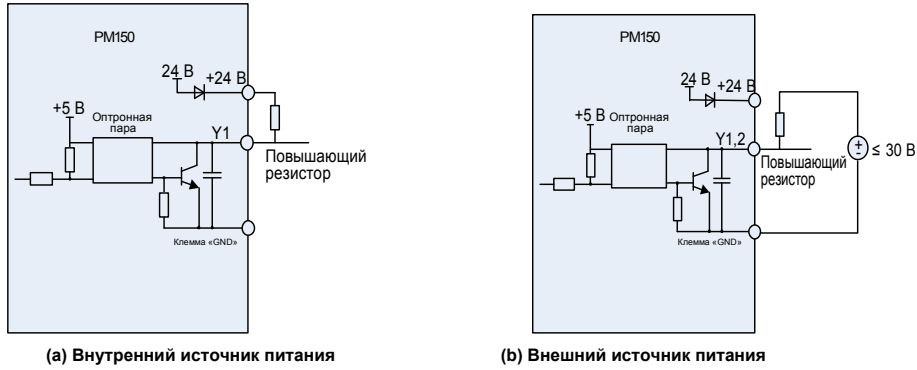 PM150
24 В
+24 В
+5 В
Оптронная
пара
Y1
Повышающий
резистор
Клемма «GND»
(a) Внутренний источник питания
PM150
24 В
+24 В
+5 В
Оптронная
пара
Y1,2
Повышающий
резистор
+
-
≤ 30 В
Клемма «GND»
(b) Внешний источник питания